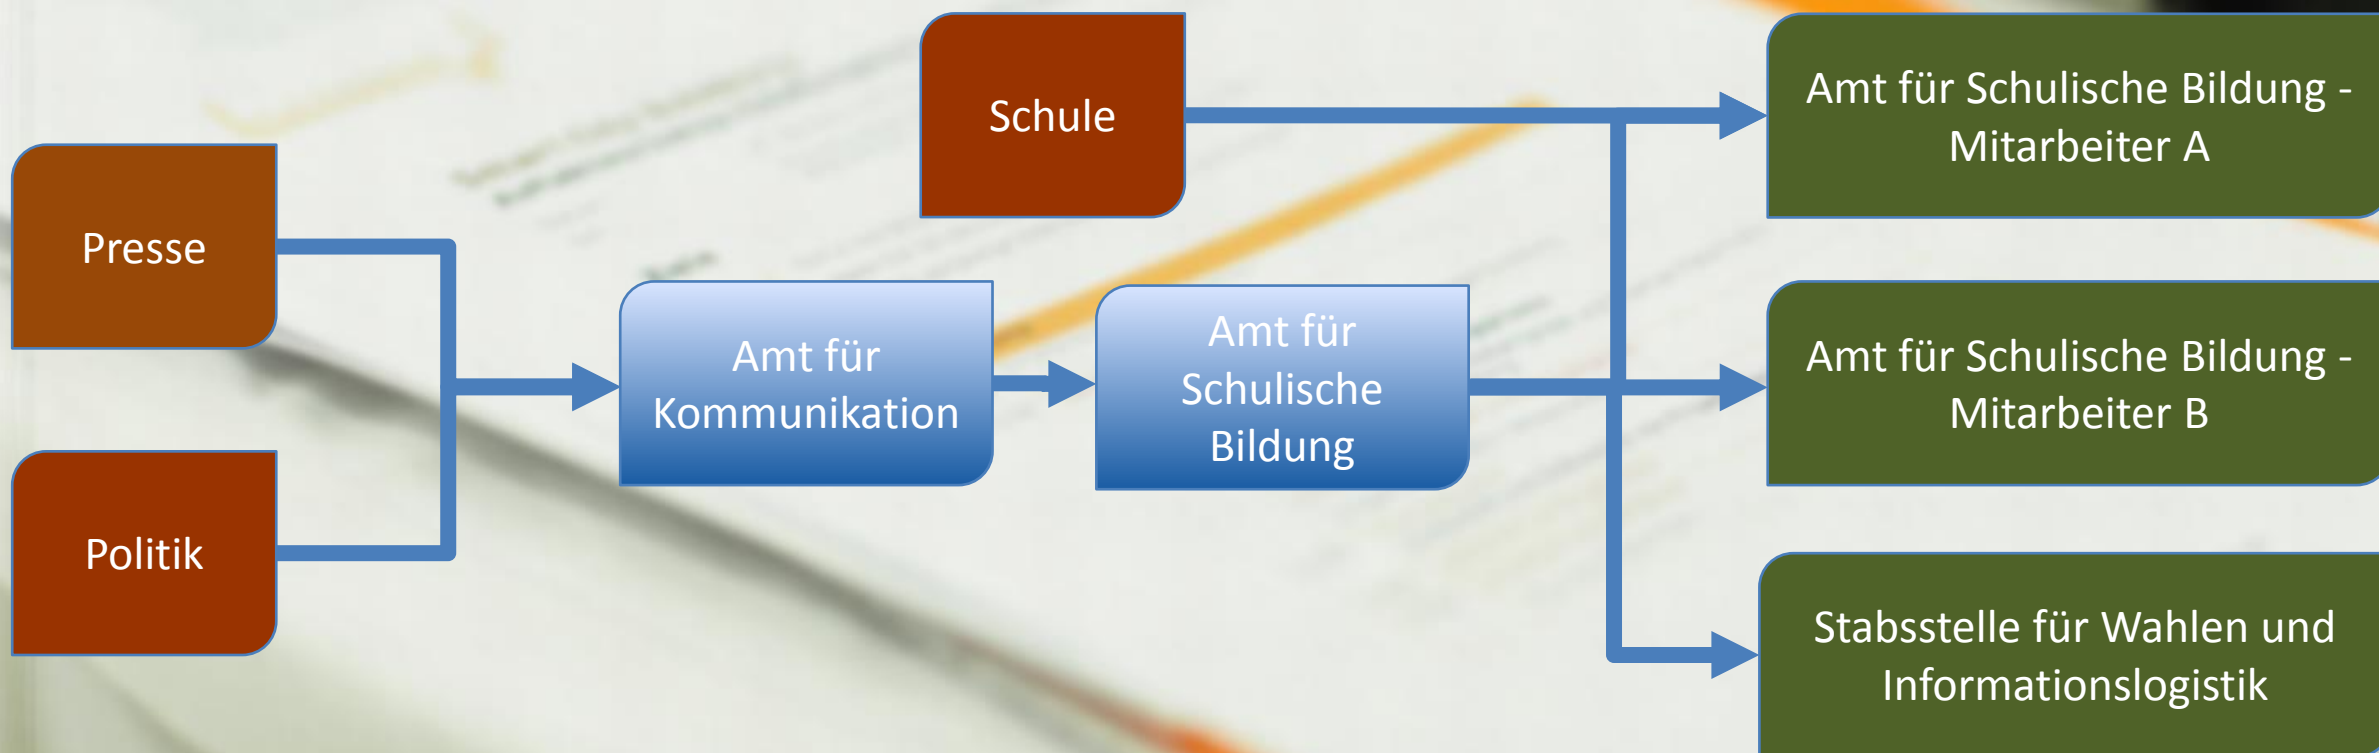 Schule
Amt für Schulische Bildung -
Mitarbeiter A
Presse
Amt für
Kommunikation
Amt für
Schulische
Bildung
Amt für Schulische Bildung -
Mitarbeiter B
Politik
Stabsstelle für Wahlen und
Informationslogistik